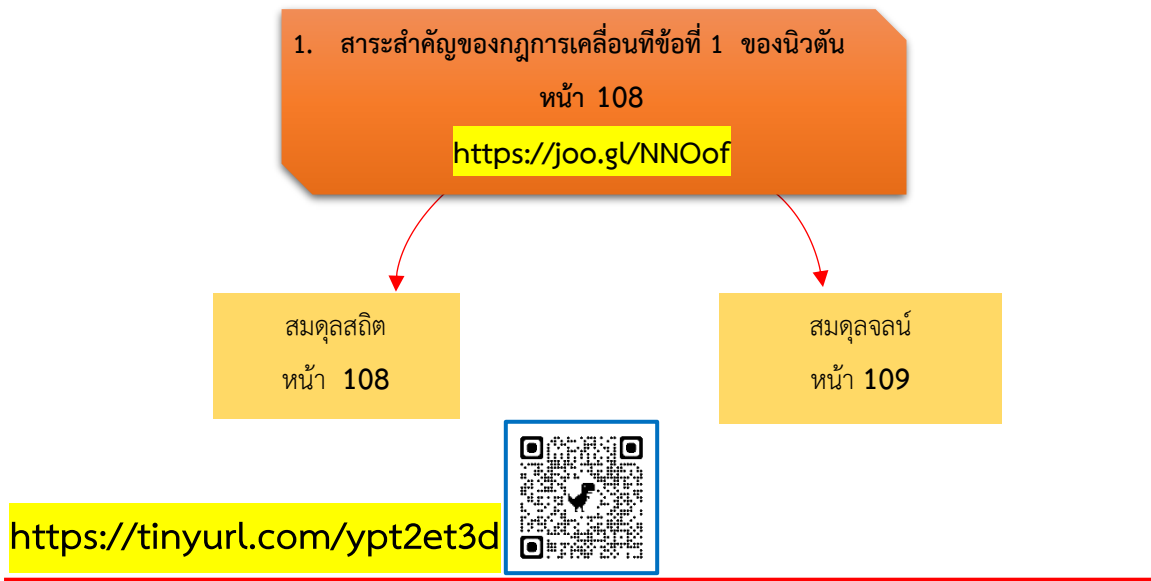 1. สาระสำคัญของกฎการเคลื่อนทีข้อที่ 1 ของนิวตัน
หน้า 108
https://joo.gl/NNOof
สมดุลสถิต
หน้า 108
สมดุลจลน์
หน้า 109
https://tinyurl.com/ypt2et3d